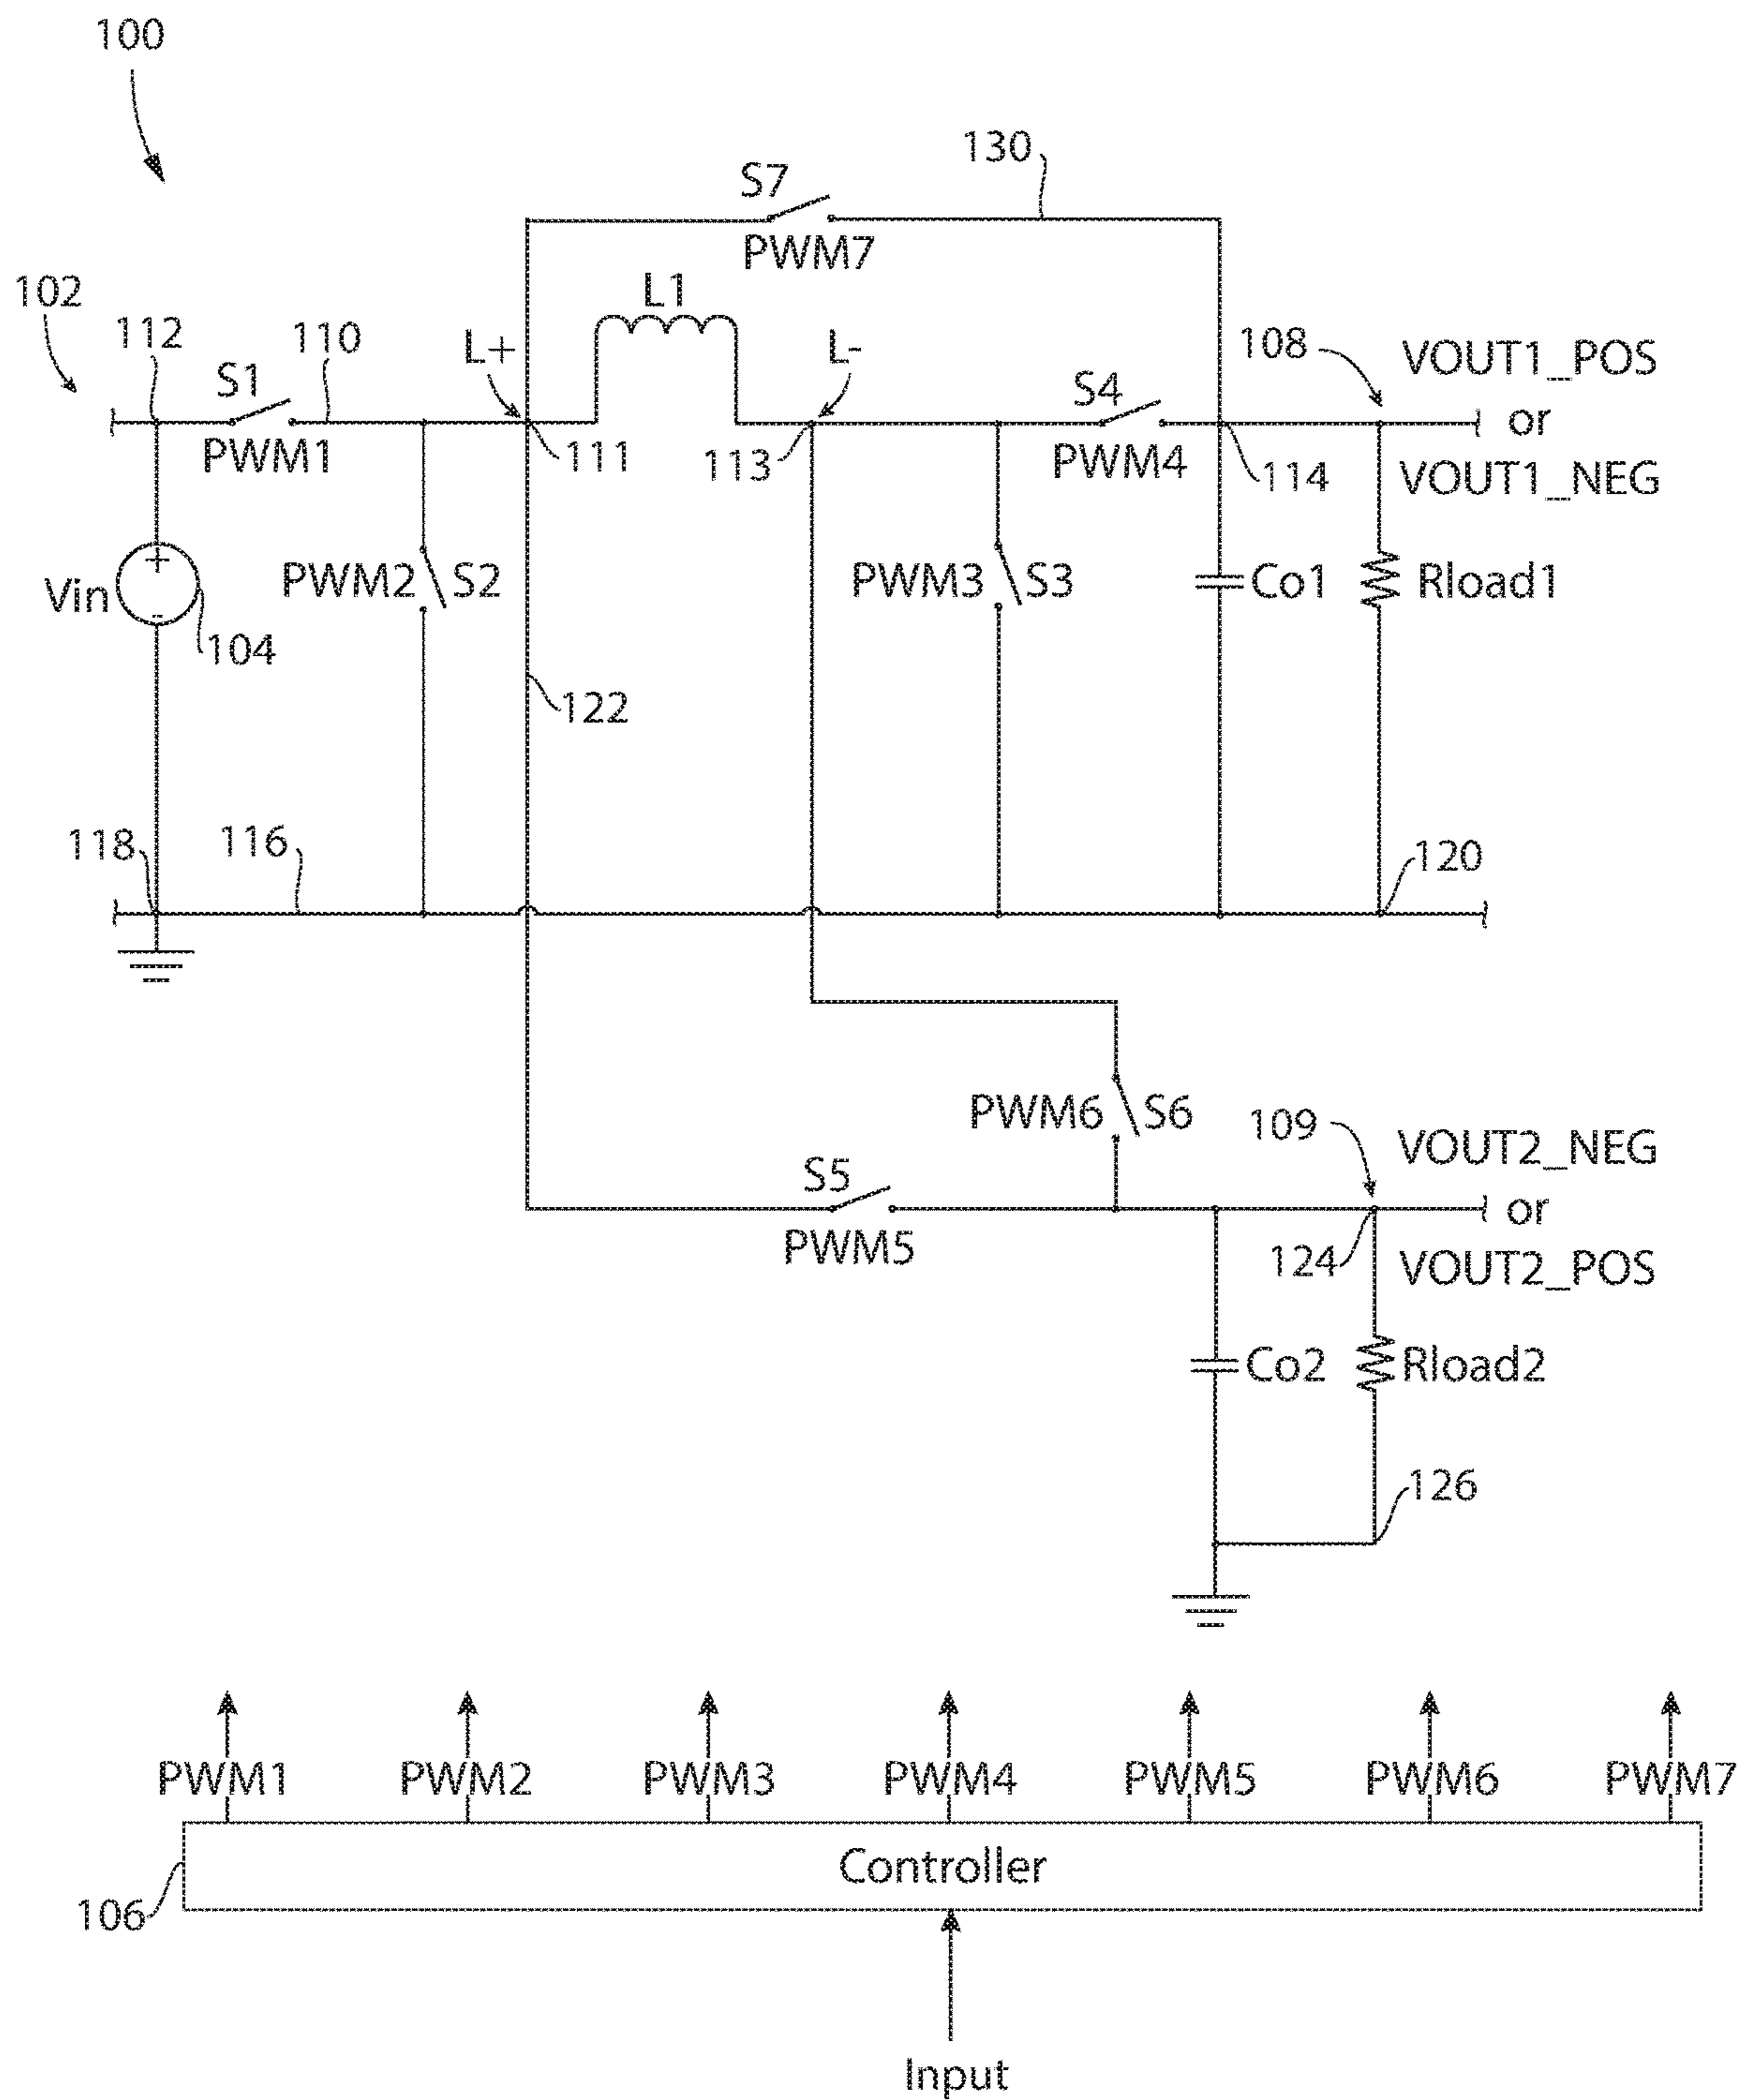 100
130
S7
PWM7
102
112
110
L1
L+
L-
108
VOUT1_POS
S1
S4
or
PWM1
111
113
PWM4
114
VOUT1_NEG
+
Vin
-
104
PWM2
S2
PWM3
S3
Co1
Rload1
122
118
116
120
PWM6
S6
109
VOUT2_NEG
S5
or
PWM5
124
VOUT2_POS
Co2
Rload2
126
PWM1
PWM2
PWM3
PWM4
PWM5
PWM6
PWM7
Controller
106
Input